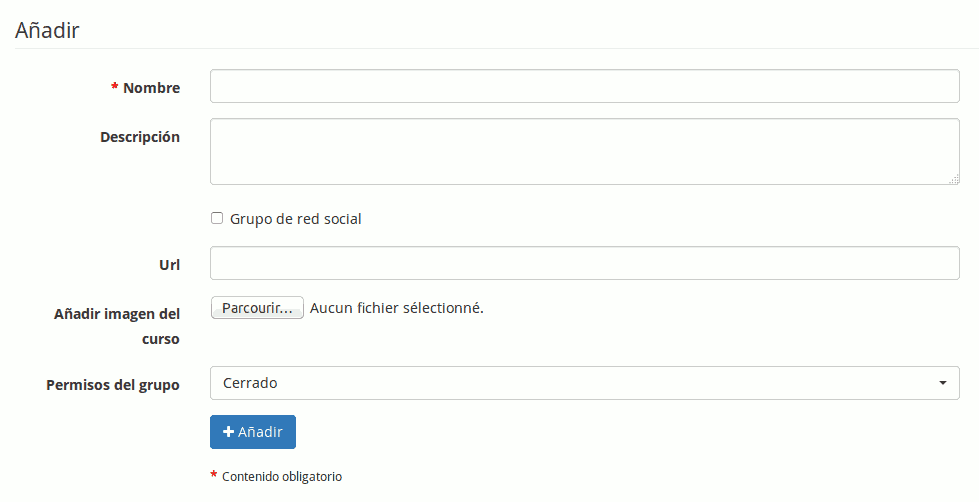 Añadir
* Nombre
Descripción
Grupo de red social
Url
Añadir imagen del
curso
Parcourir... Aucun fichier sélectionné.
Permisos del grupo
Cerrado
+ Añadir
* Contenido obligatorio